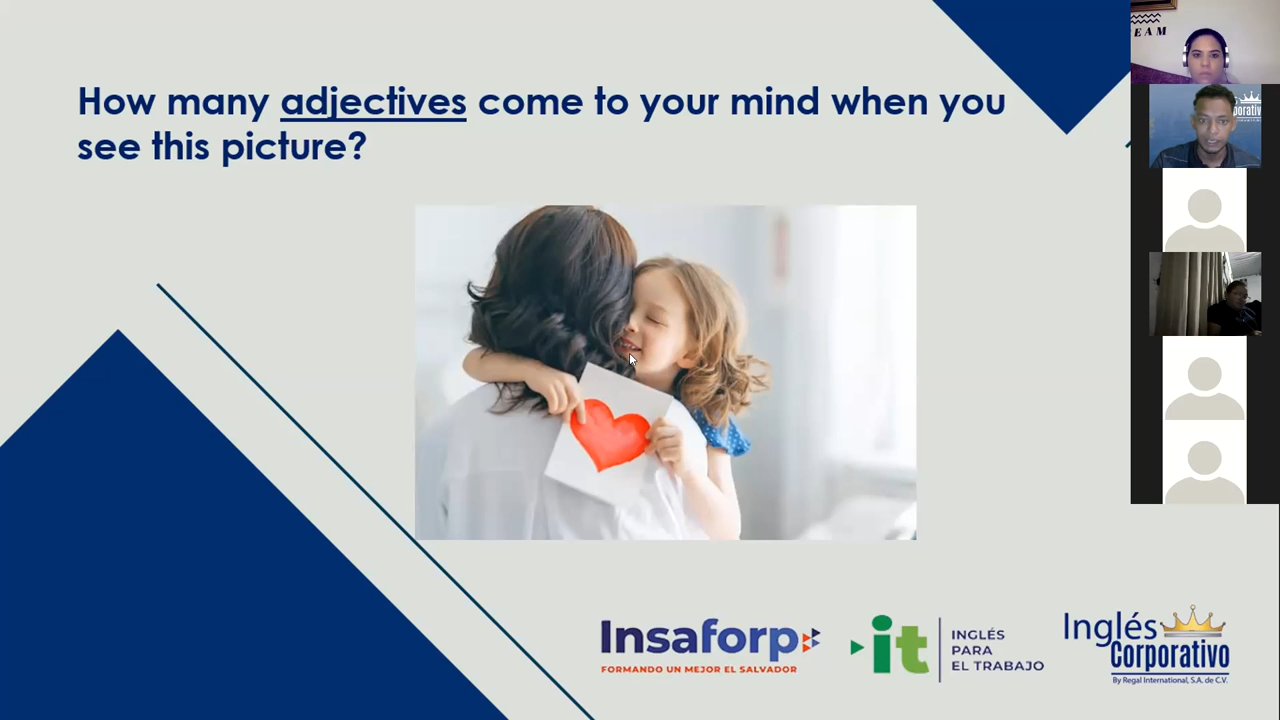 How many adjectives come to your mind when you
see this picture?
EAM
porativo
Insaforp
FORMANDO UN MEJOR EL SALVADOR
it
INGLÉS
PARA
EL TRABAJO
Inglés
Corporativo
By Regal International, S.A. de C.V.